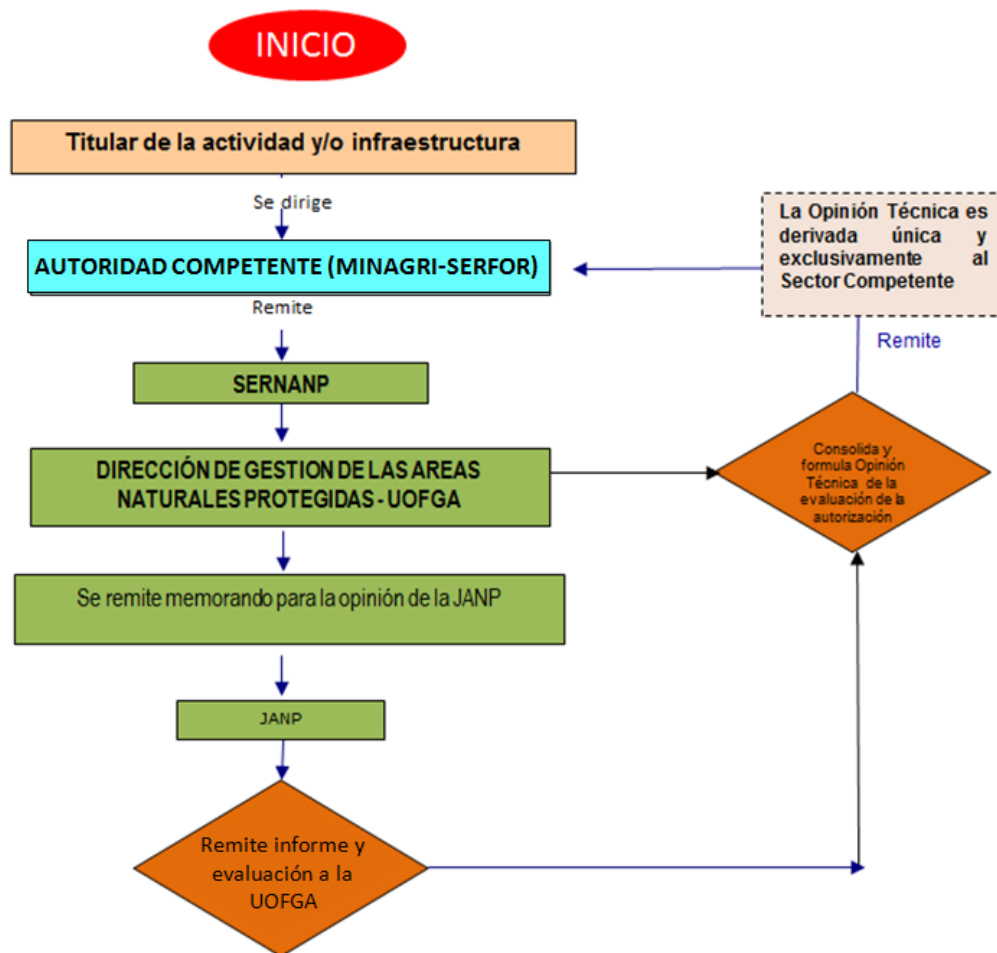 INICIO
Titular de la actividad y/o infraestructura
Se dirige
AUTORIDAD COMPETENTE (MINAGRI-SERFOR)
Remite
SERNANP
DIRECCIÓN DE GESTION DE LAS AREAS
NATURALES PROTEGIDAS - UOFGA
Se remite memorando para la opinión de la JANP
JANP
Remite informe y
evaluación a la
UOFGA
Consolida y
formula Opinión
Técnica de la
evaluación de la
autorización
Remite
La Opinión Técnica es
derivada única y
exclusivamente al
Sector Competente